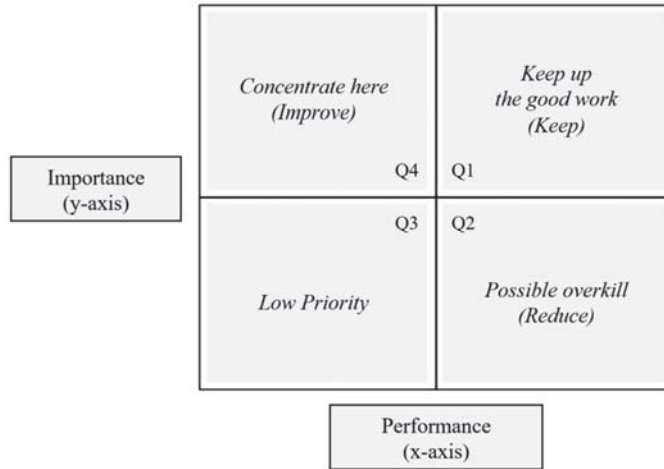 Concentrate here
(Improve)
Keep up
the good work
(Keep)
Q4
Q1
Importance
(y-axis)
Q3
Q2
Low Priority
Possible overkill
(Reduce)
Performance
(x-axis)